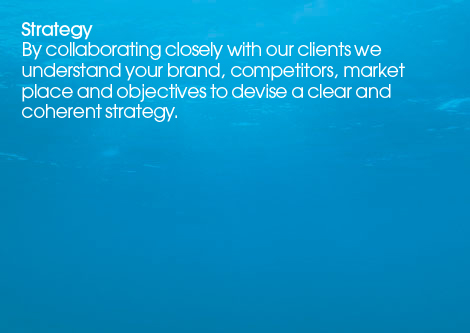 Strategy
By collaborating closely with our clients we
understand your brand, competitors, market
place and objectives to devise a clear and
coherent strategy.